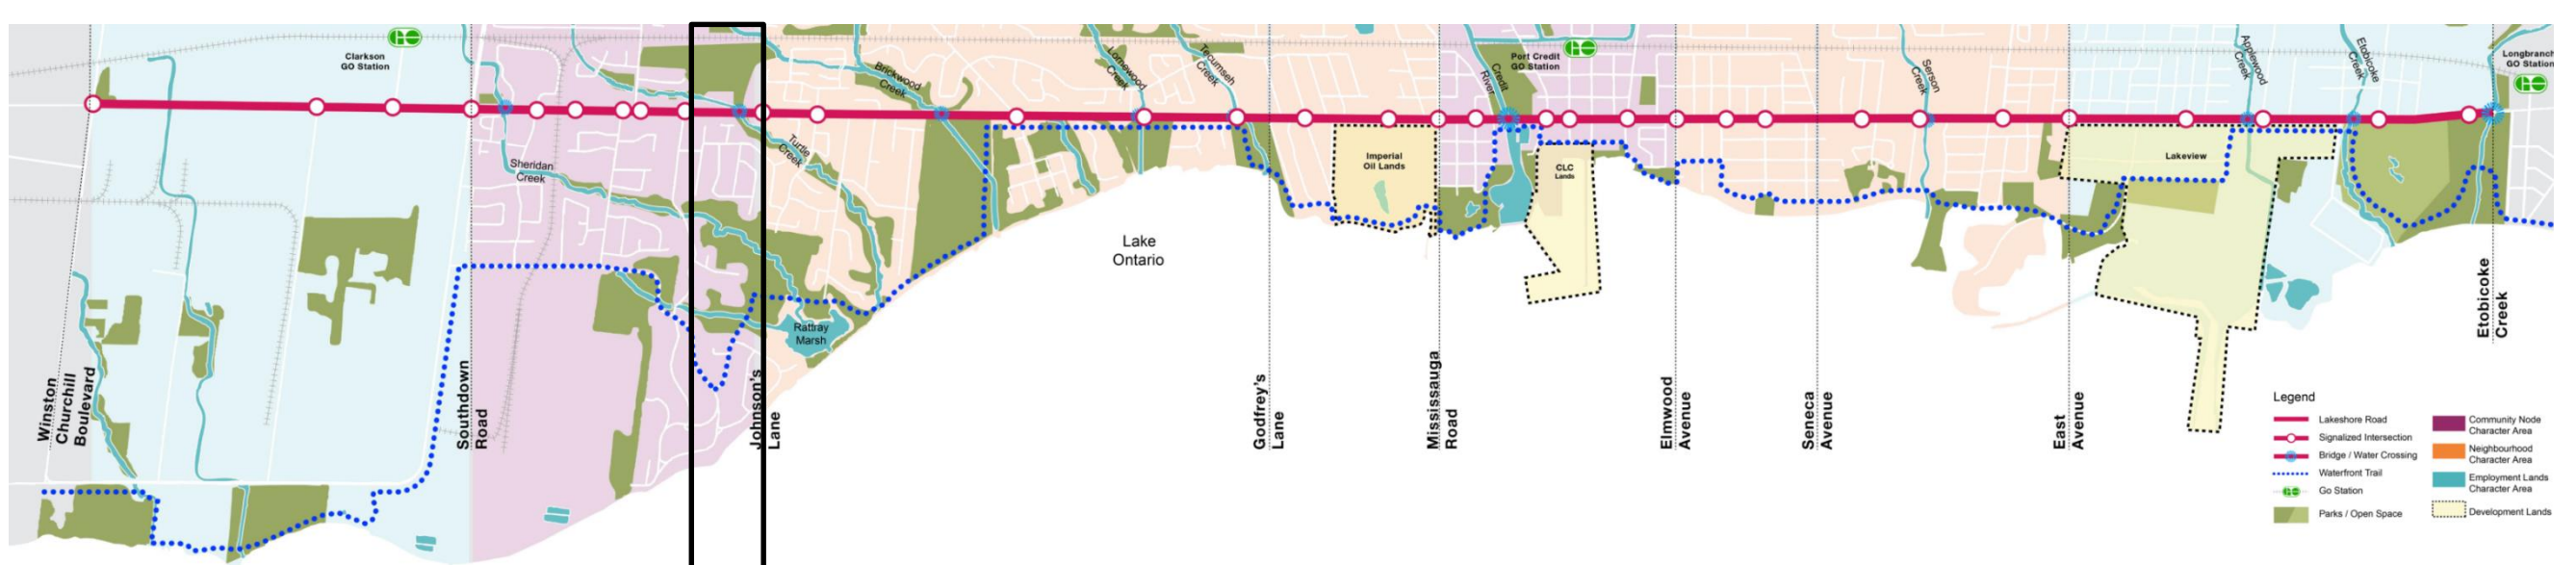 Clarkson
GO Station
Brickwood
Creek
Lornewood
Creek
Tecumseh
Creek
Credit
River
Port Credit
GO Station
Serson
Creek
Applewood
Creek
Etobicoke
Creek
Longbranch
GO Station
Sheridan
Creek
Turtle
Creek
Imperial
Oil Lands
CLC
Lands
Lakeview
Lake
Ontario
Rattray
Marsh
Winston
Churchill
Boulevard
Southdown
Road
Johnson's
Lane
Godfrey's
Lane
Mississauga
Road
Elmwood
Avenue
Seneca
Avenue
East
Avenue
Etobicoke
Creek
Legend
Lakeshore Road
Signalized Intersection
Bridge / Water Crossing
Waterfront Trail
Go Station
Parks / Open Space
Community Node
Character Area
Neighbourhood
Character Area
Employment Lands
Character Area
Development Lands